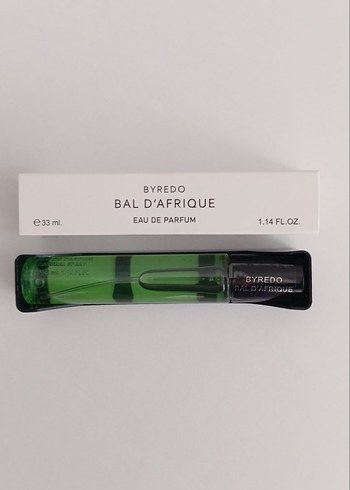 BYREDO
BAL D'AFRIQUE
EAU DE PARFUM
℮33 ml.
1.14 FL.OZ.
BYREDO
BAL D'AFRIQUE